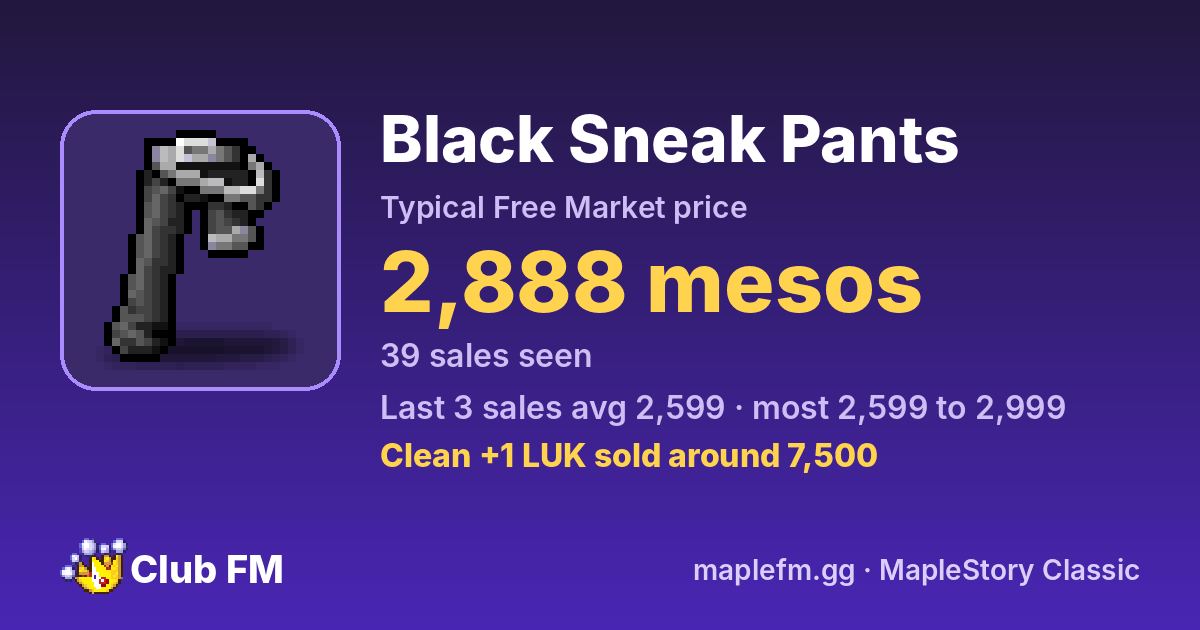 Black Sneak Pants
Typical Free Market price
2,888 mesos
39 sales seen
Last 3 sales avg 2,599 · most 2,599 to 2,999
Clean +1 LUK sold around 7,500
Club FM
maplefm.gg · MapleStory Classic